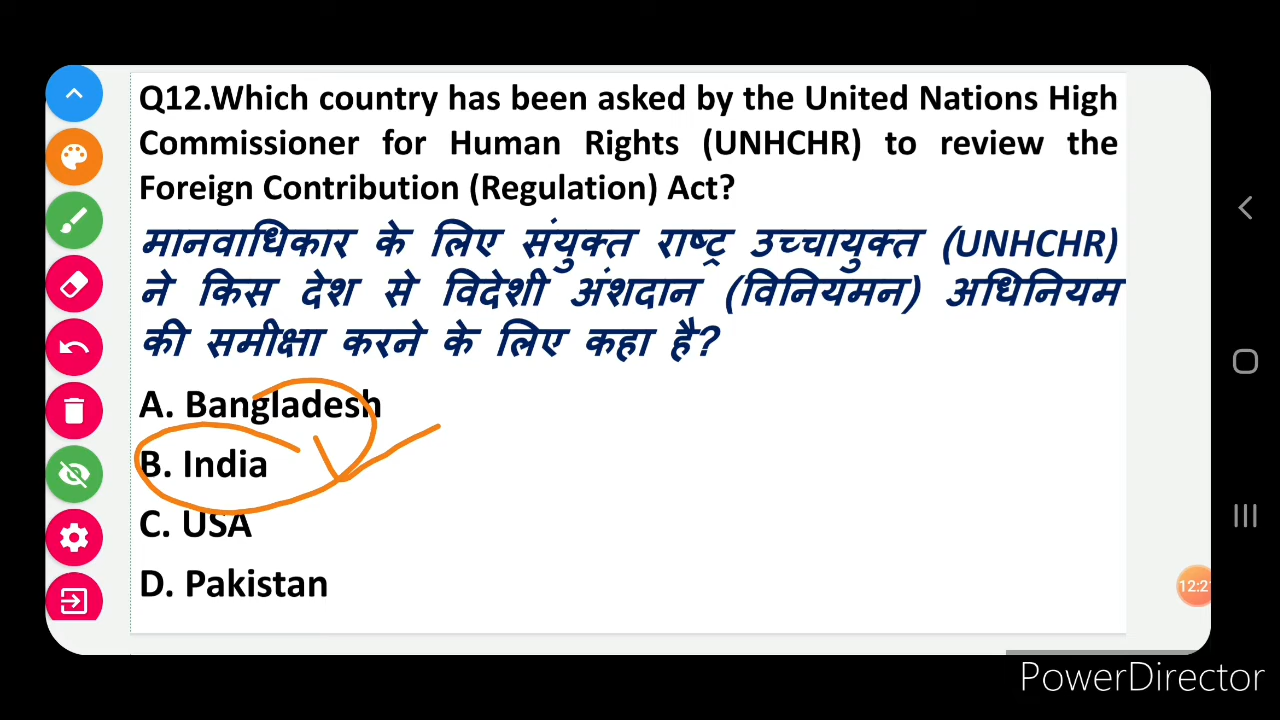 Q12.Which country has been asked by the United Nations High
Commissioner for Human Rights (UNHCHR) to review the
Foreign Contribution (Regulation) Act?
मानवाधिकार के लिए संयुक्त राष्ट्र उच्चायुक्त (UNHCHR)
ने किस देश से विदेशी अंशदान (विनियमन) अधिनियम
की समीक्षा करने के लिए कहा है?
A. Bangladesh
B. India
C. USA
D. Pakistan
PowerDirector